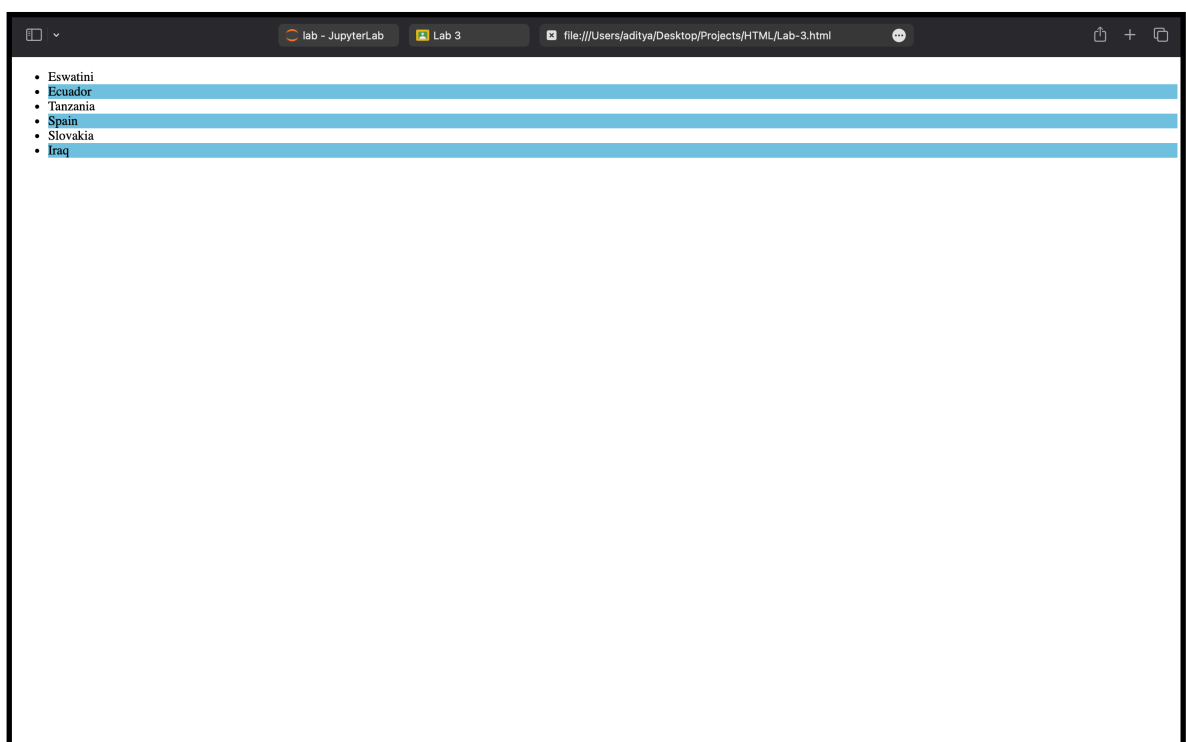 lab - JupyterLab
Lab 3
file:///Users/aditya/Desktop/Projects/HTML/Lab-3.html
Eswatini
Ecuador
Tanzania
Spain
Slovakia
Iraq